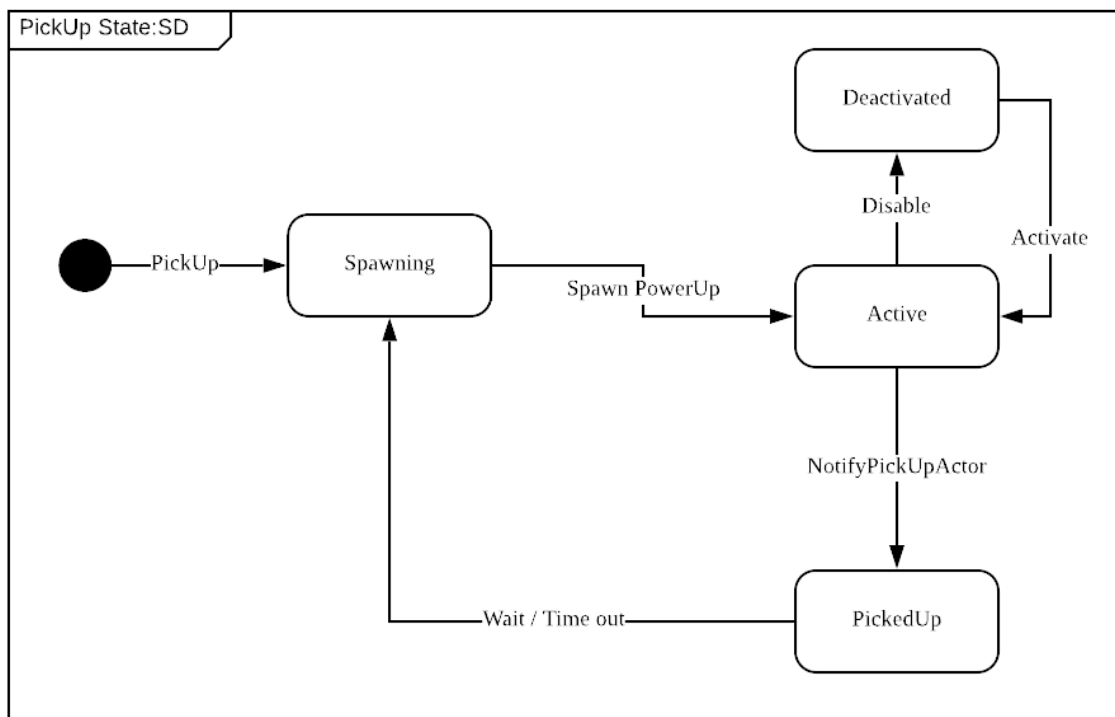 PickUp State:SD
Deactivated
Disable
Activate
PickUp
Spawning
Spawn PowerUp
Active
NotifyPickUpActor
Wait / Time out
PickedUp